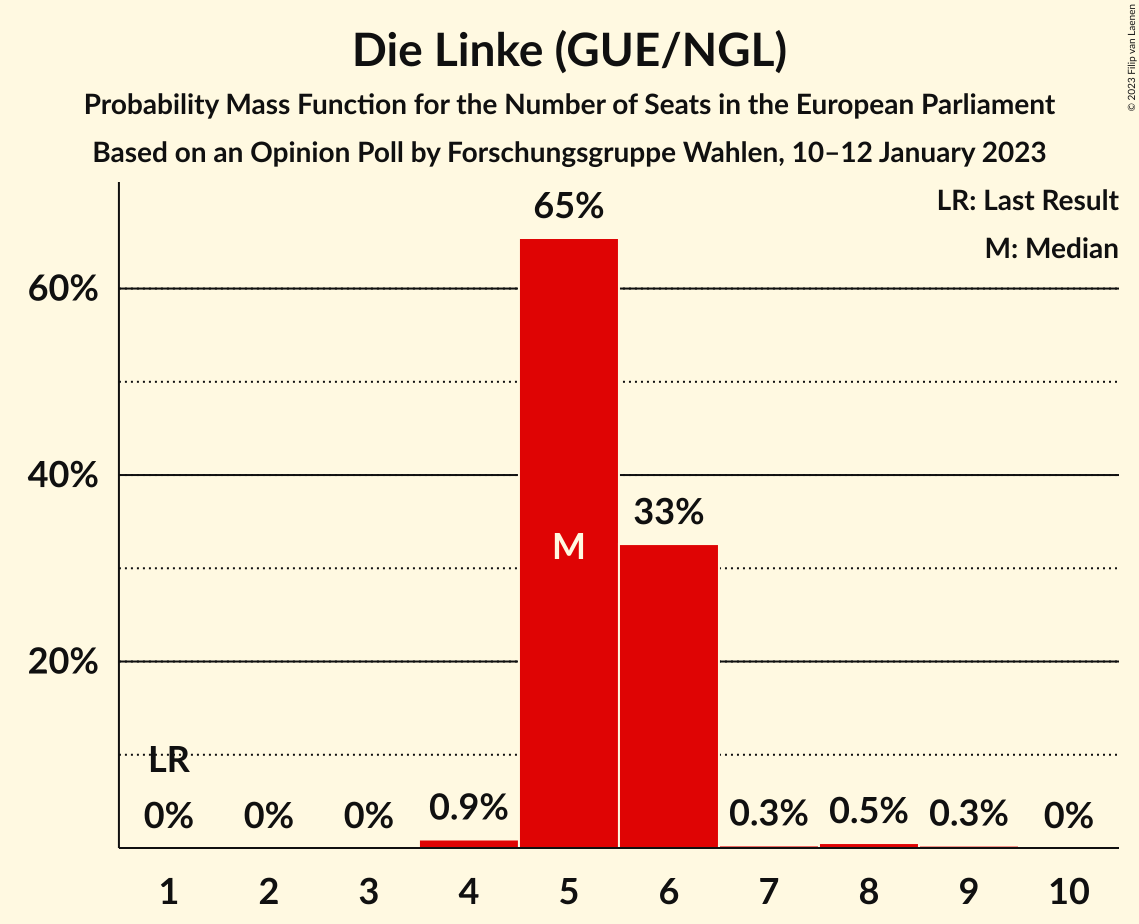 Die Linke (GUE/NGL)
Probability Mass Function for the Number of Seats in the European Parliament
Based on an Opinion Poll by Forschungsgruppe Wahlen, 10–12 January 2023
© 2023 Filip van Laenen
LR: Last Result
M: Median
65%
60%
40%
33%
M
20%
LR
0%
0%
0%
0.9%
0.3%
0.5%
0.3%
0%
1 2 3 4 5 6 7 8 9 10